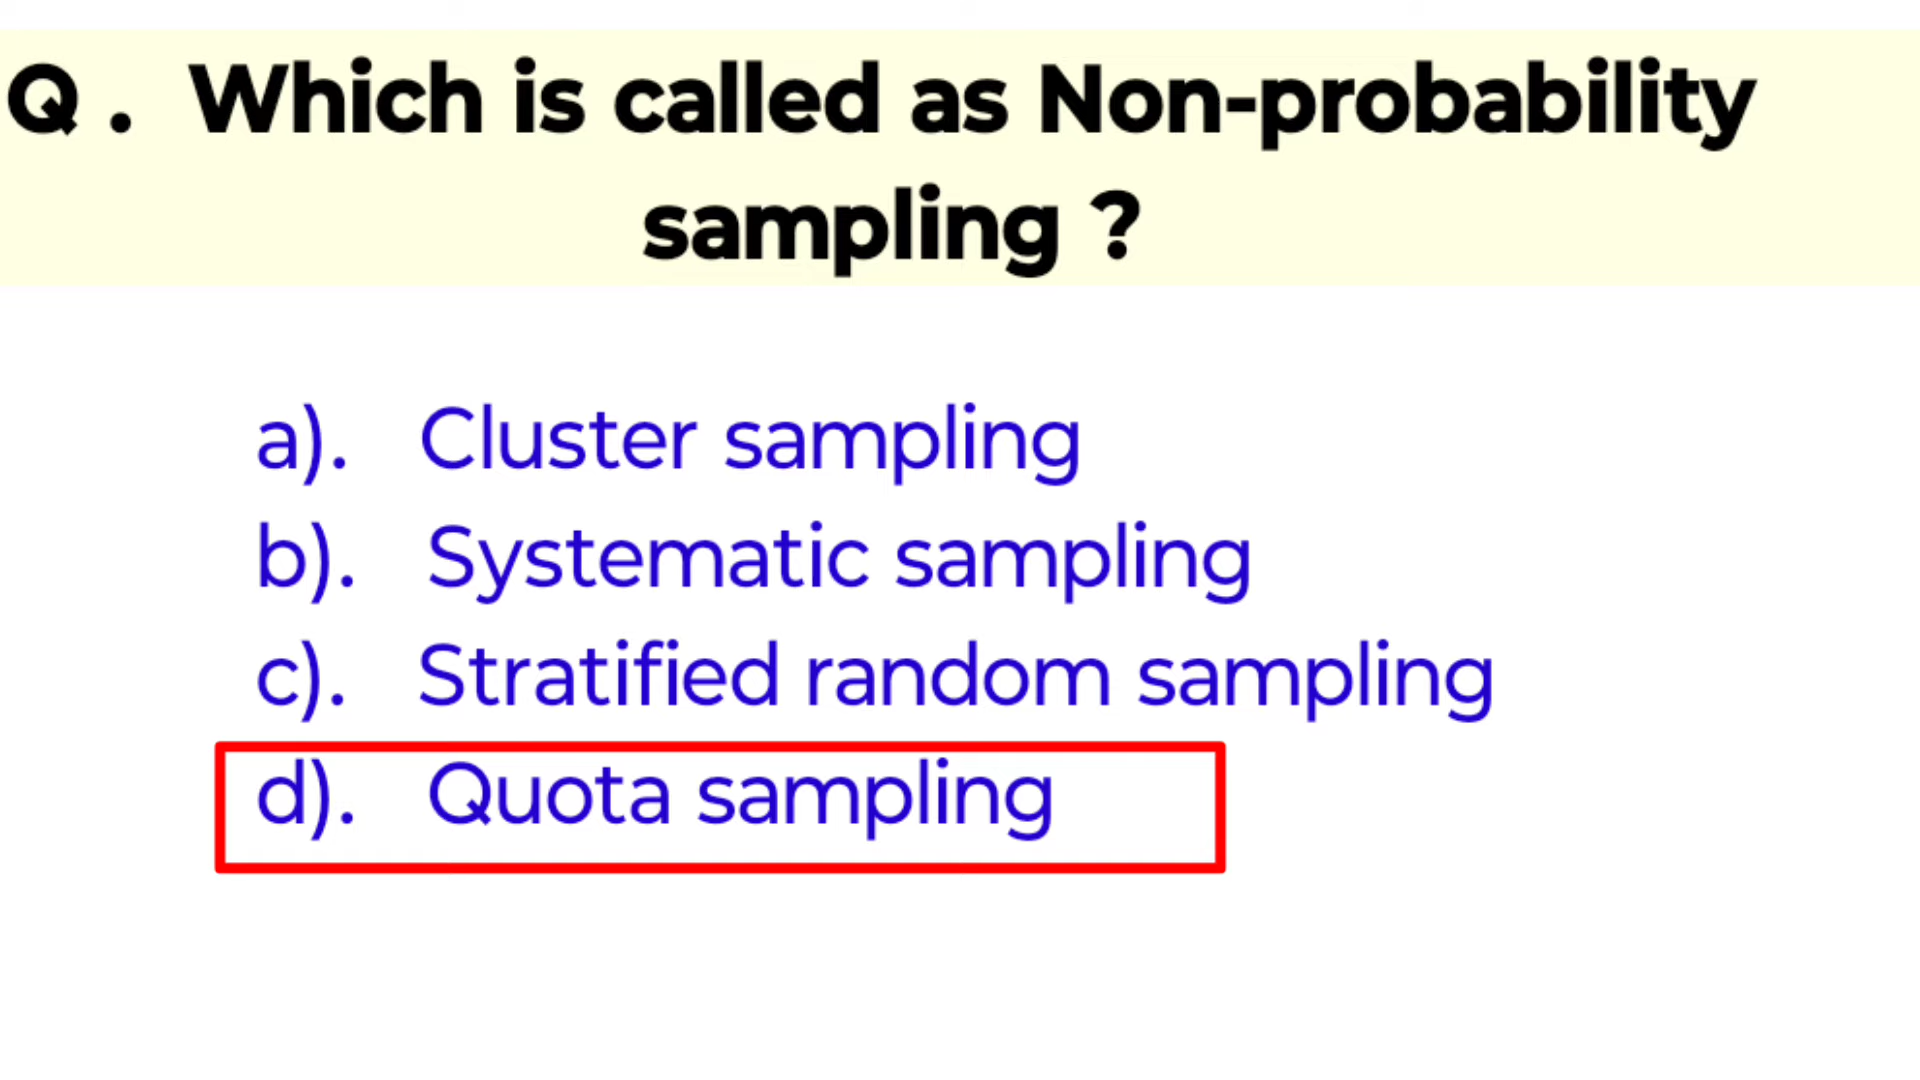 Q . Which is called as Non-probability
sampling ?
a). Cluster sampling
b). Systematic sampling
c). Stratified random sampling
d). Quota sampling